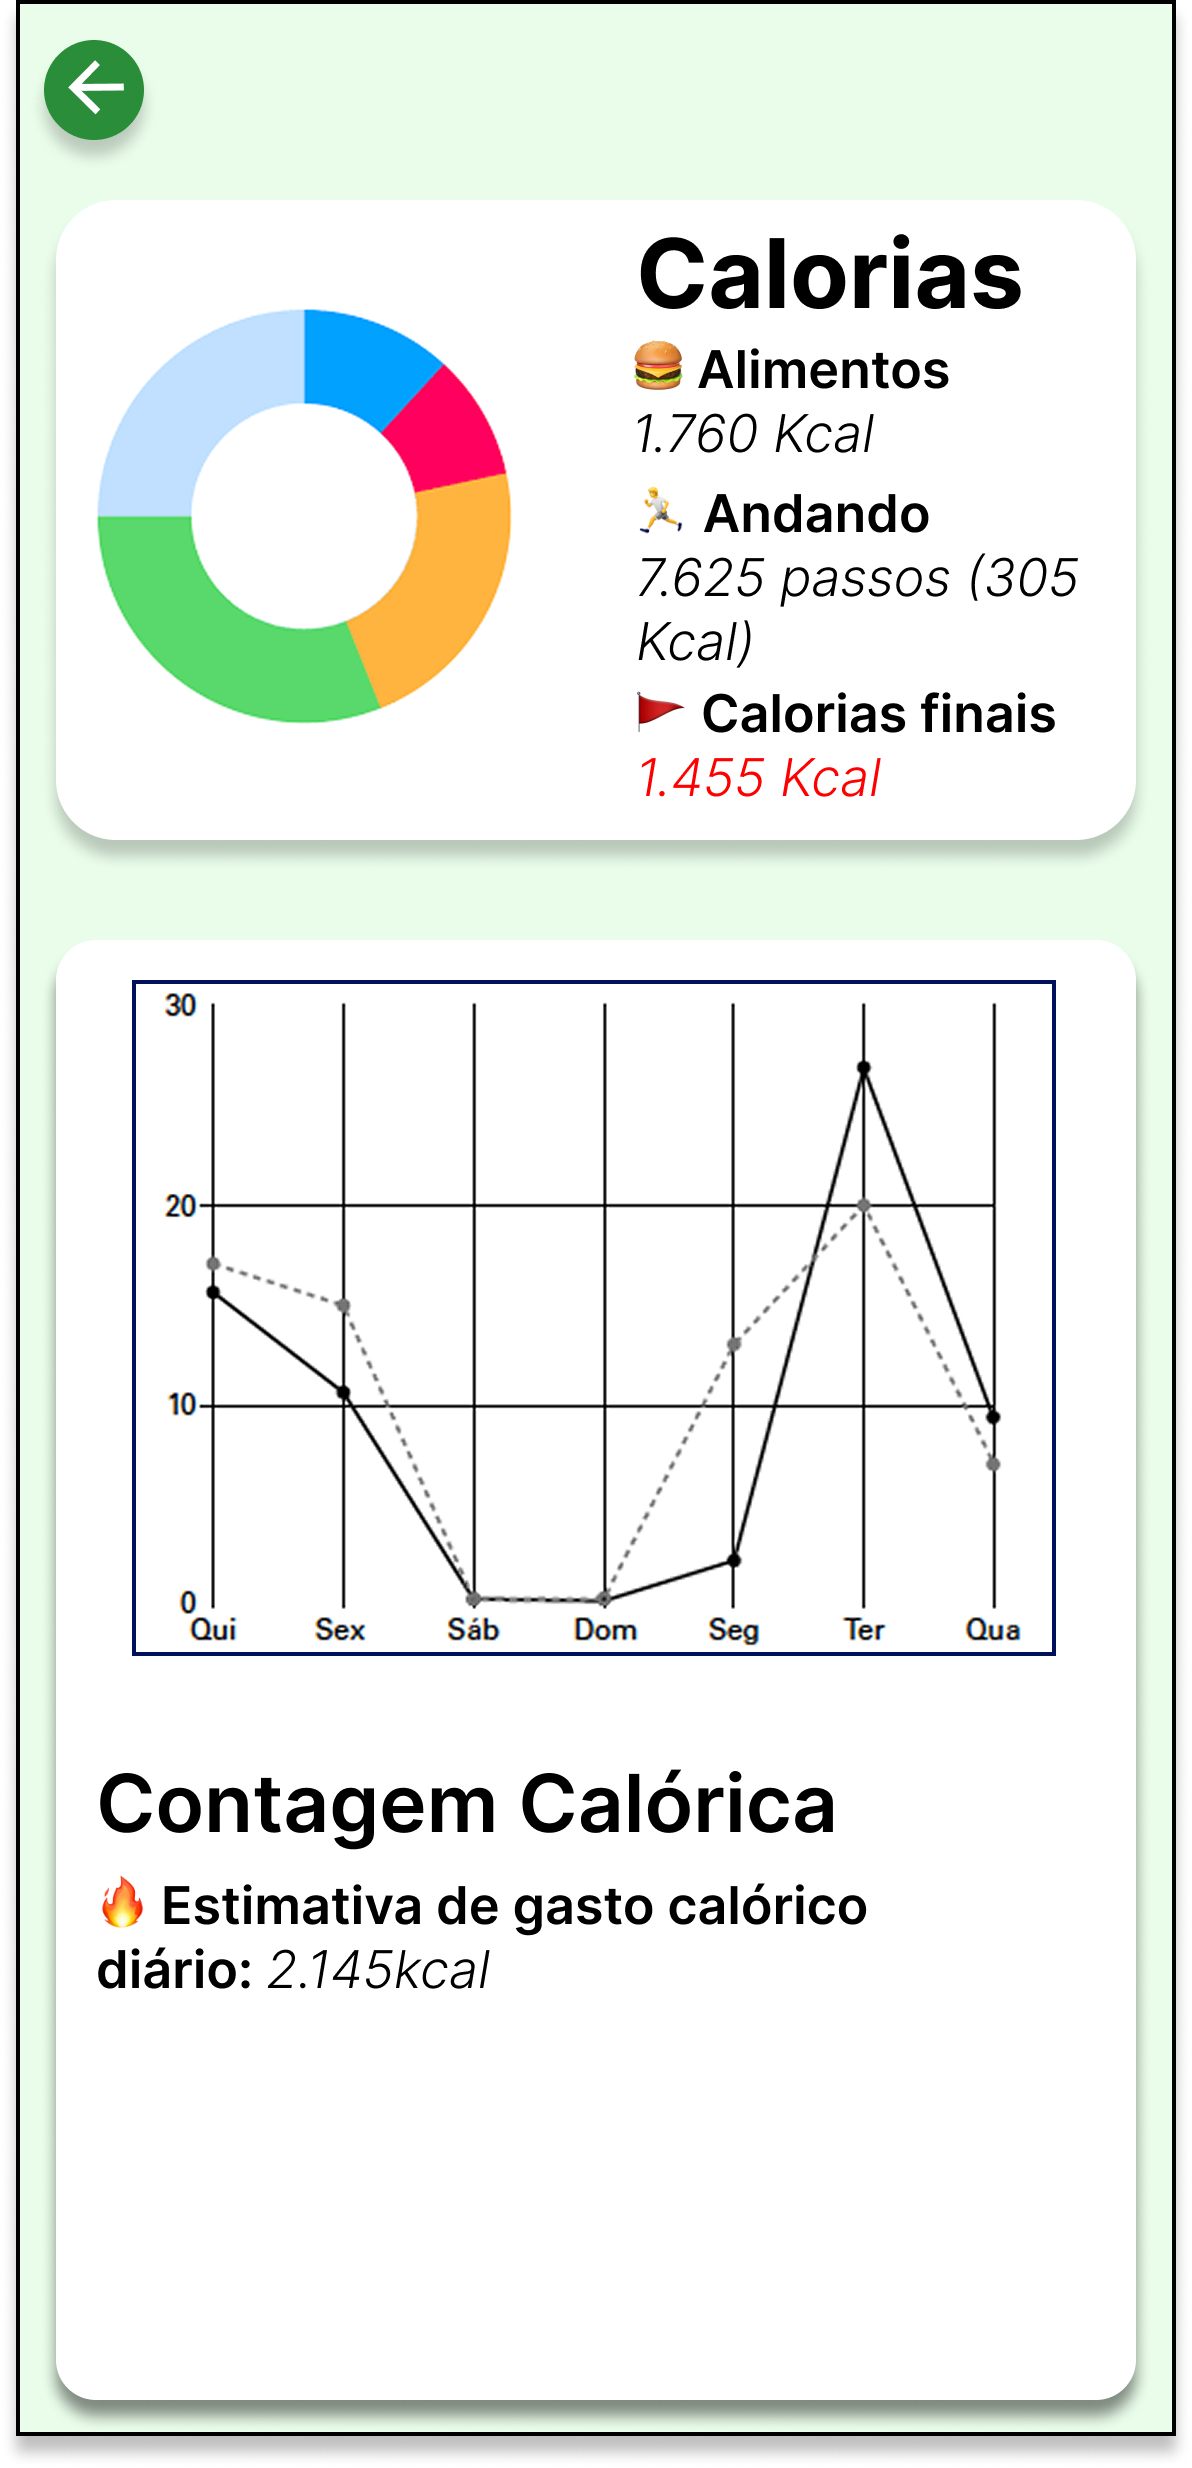 Calorias
🍔 Alimentos
1.760 Kcal
🏃 Andando
7.625 passos (305
Kcal)
🚩 Calorias finais
1.455 Kcal
30
20
10
0
Qui Sex Sáb Dom Seg Ter Qua
Contagem Calórica
🔥 Estimativa de gasto calórico
diário: 2.145kcal